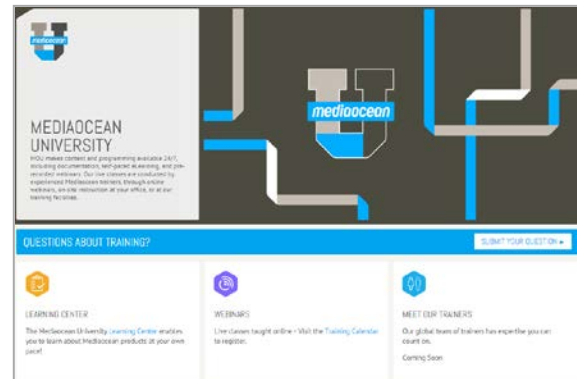 mediaocean
mediaocean
MEDIAOCEAN
UNIVERSITY
MOU makes content and programming available 24/7,
including documentation, self-paced eLearning, and pre-
recorded webinars. Our live classes are conducted by
experienced Mediaocean trainers, through online
webinars, on-site instruction at your office, or at our
training facilities.
QUESTIONS ABOUT TRAINING?
SUBMIT YOUR QUESTION ▸
LEARNING CENTER
The Mediaocean University Learning Center enables
you to learn about Mediaocean products at your own
pace!
WEBINARS
Live classes taught online - Visit the Training Calendar
to register.
MEET OUR TRAINERS
Our global team of trainers has expertise you can
count on.
Coming Soon